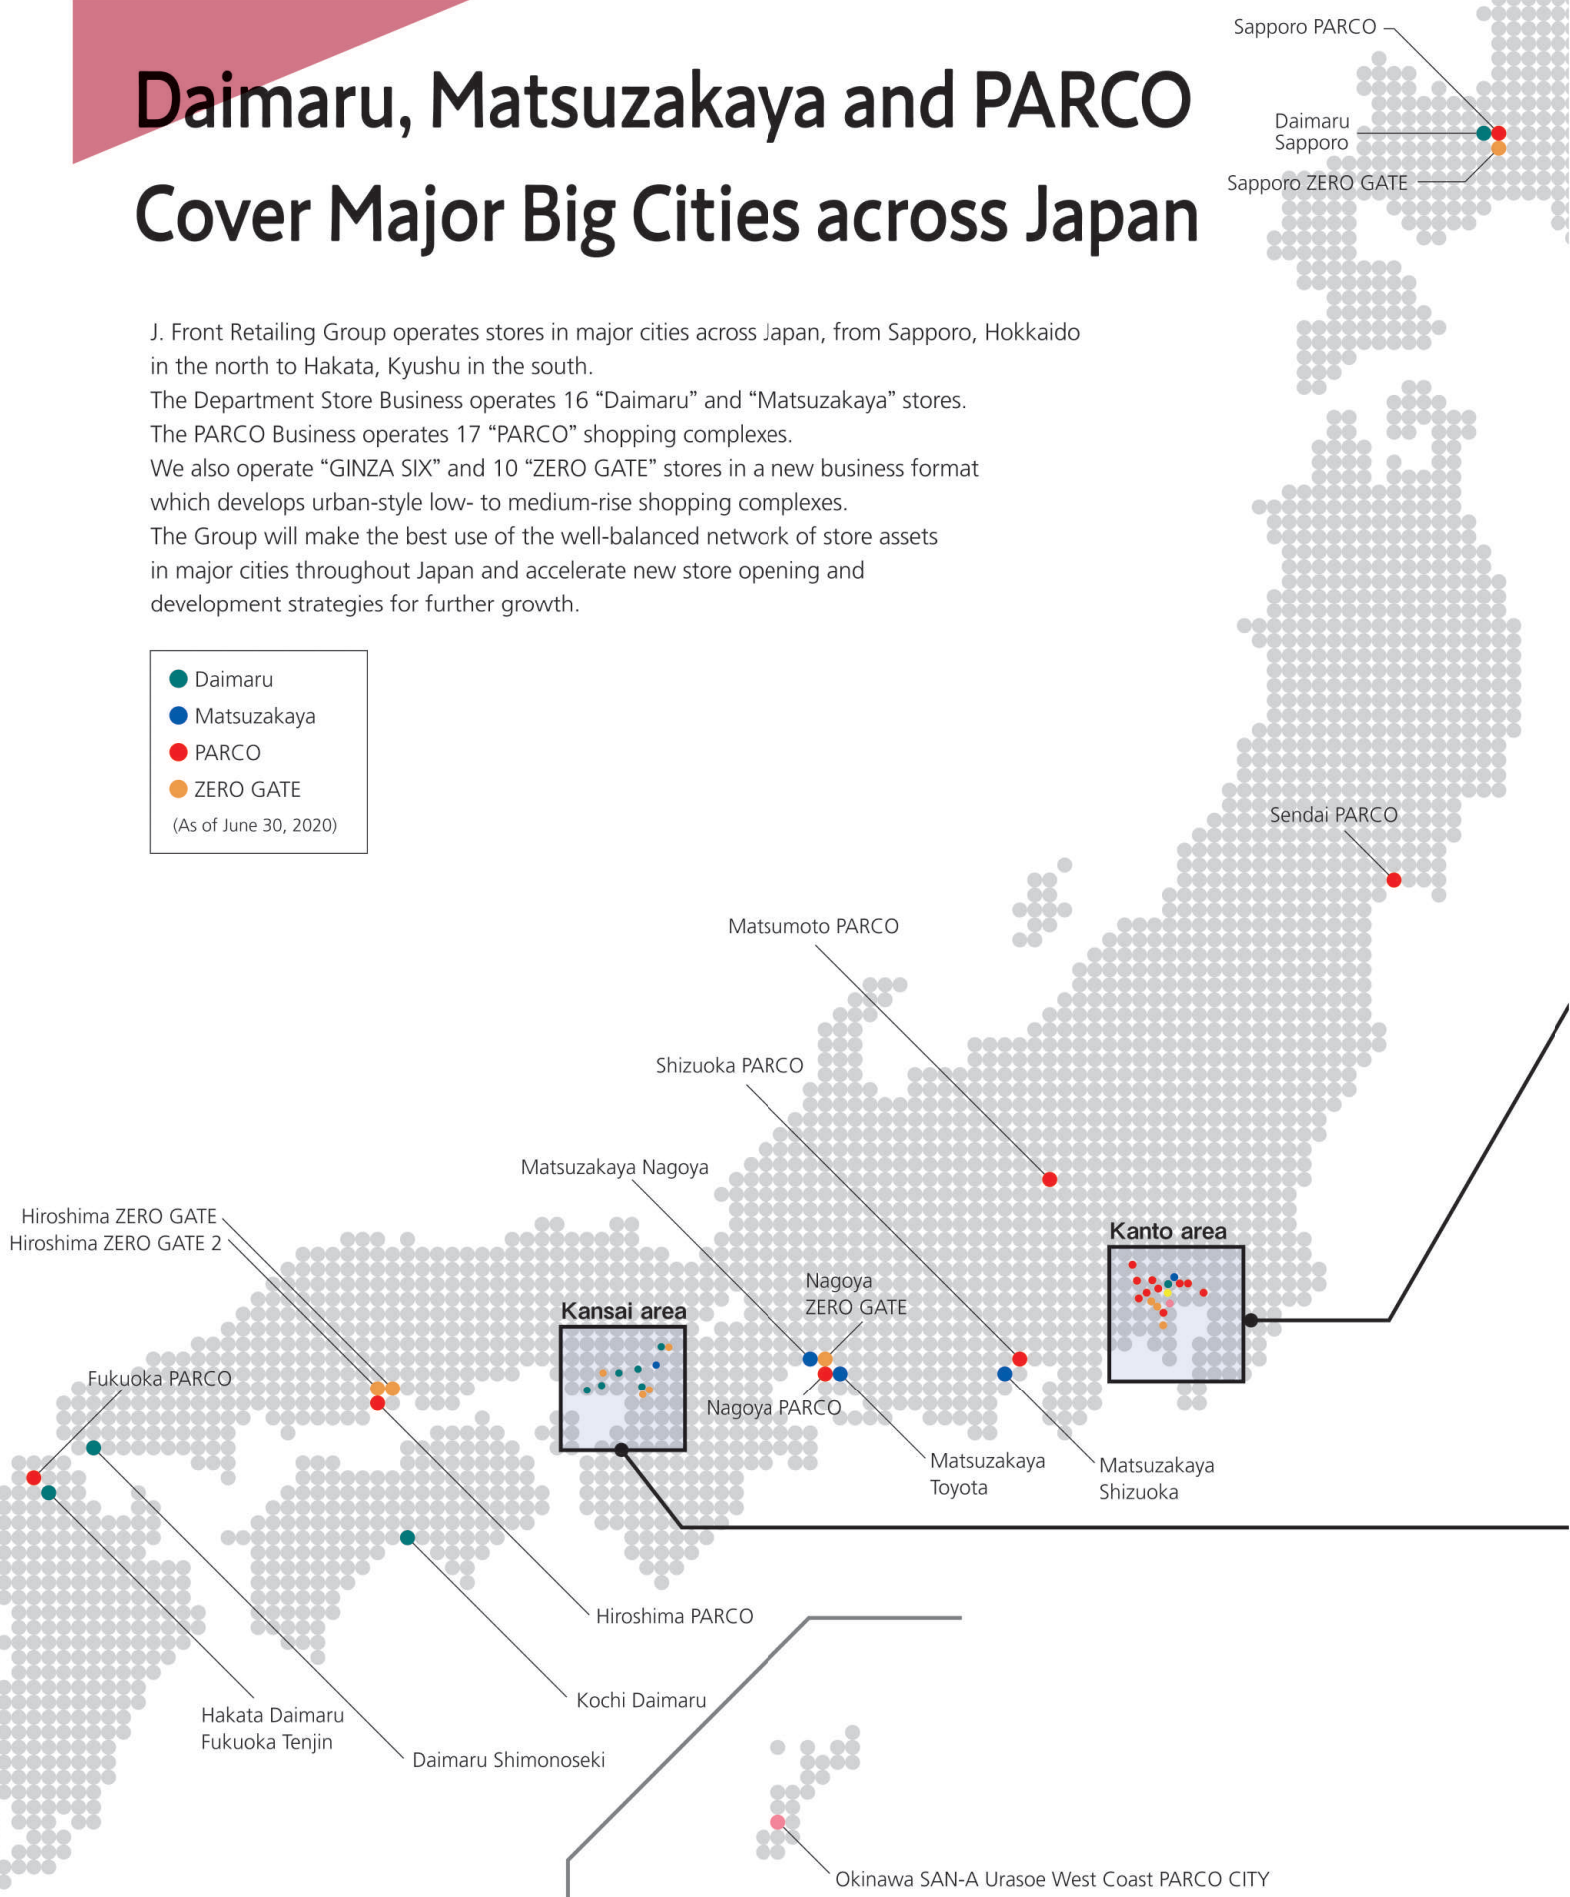 Daimaru, Matsuzakaya and PARCO
Cover Major Big Cities across Japan
J. Front Retailing Group operates stores in major cities across Japan, from Sapporo, Hokkaido
in the north to Hakata, Kyushu in the south.
The Department Store Business operates 16 “Daimaru” and “Matsuzakaya” stores.
The PARCO Business operates 17 “PARCO” shopping complexes.
We also operate “GINZA SIX” and 10 “ZERO GATE” stores in a new business format
which develops urban-style low- to medium-rise shopping complexes.
The Group will make the best use of the well-balanced network of store assets
in major cities throughout Japan and accelerate new store opening and
development strategies for further growth.
Daimaru
Matsuzakaya
PARCO
ZERO GATE
(As of June 30, 2020)
Sapporo PARCO
Daimaru
Sapporo
Sapporo ZERO GATE
Sendai PARCO
Matsumoto PARCO
Shizuoka PARCO
Matsuzakaya Nagoya
Hiroshima ZERO GATE
Hiroshima ZERO GATE 2
Kanto area
Nagoya
ZERO GATE
Kansai area
Fukuoka PARCO
Nagoya PARCO
Matsuzakaya
Toyota
Matsuzakaya
Shizuoka
Hiroshima PARCO
Kochi Daimaru
Hakata Daimaru
Fukuoka Tenjin
Daimaru Shimonoseki
Okinawa SAN-A Urasoe West Coast PARCO CITY